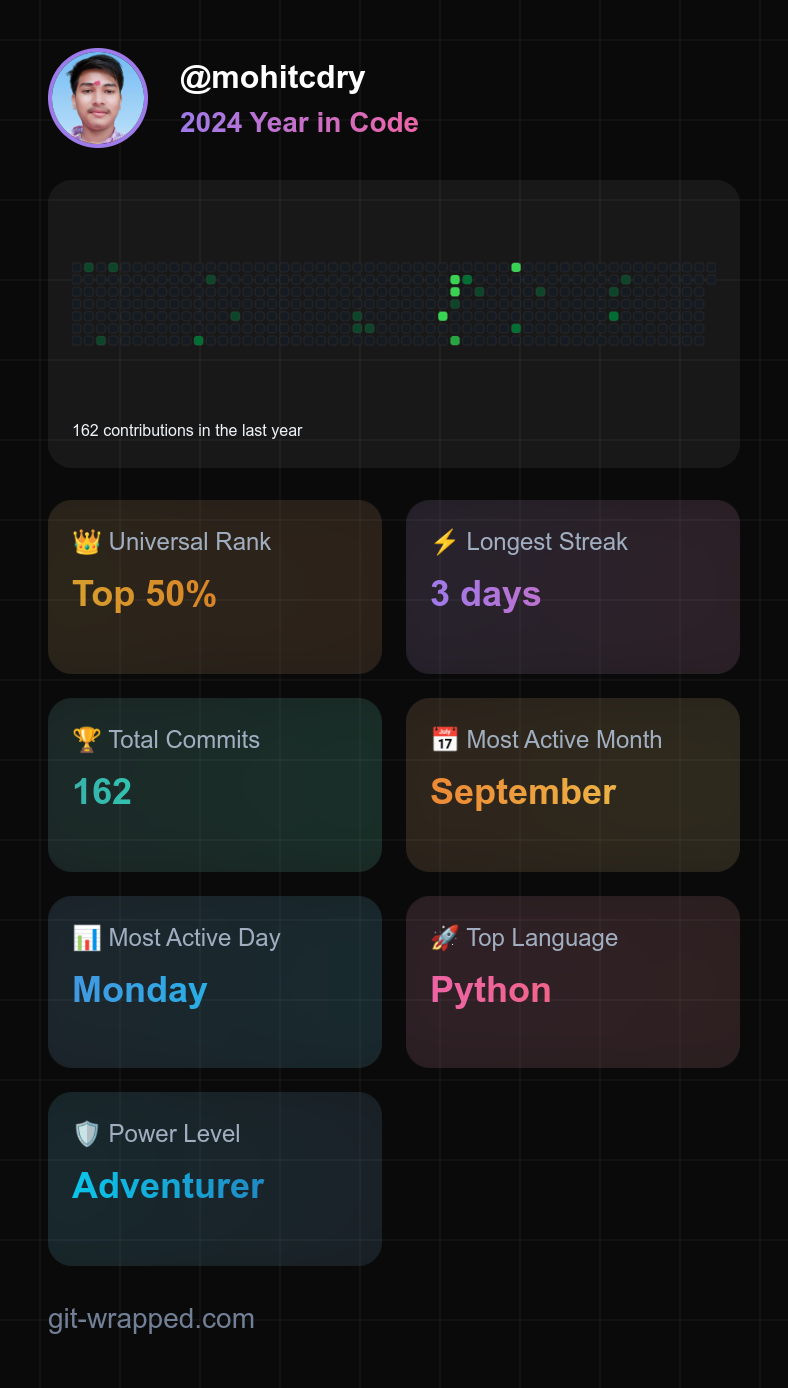 @mohitcdry
2024 Year in Code
162 contributions in the last year
👑 Universal Rank
Top 50%
⚡ Longest Streak
3 days
🏆 Total Commits
162
📅 Most Active Month
September
📊 Most Active Day
Monday
🚀 Top Language
Python
🛡️ Power Level
Adventurer
git-wrapped.com